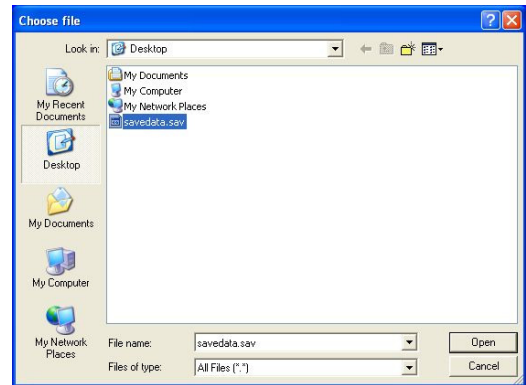 Choose file
Look in: Desktop
My Documents
My Computer
My Network Places
savedata.sav
My Recent
Documents
Desktop
My Documents
My Computer
My Network
Places
File name: savedata.sav Open
Files of type: All Files (*.*) Cancel